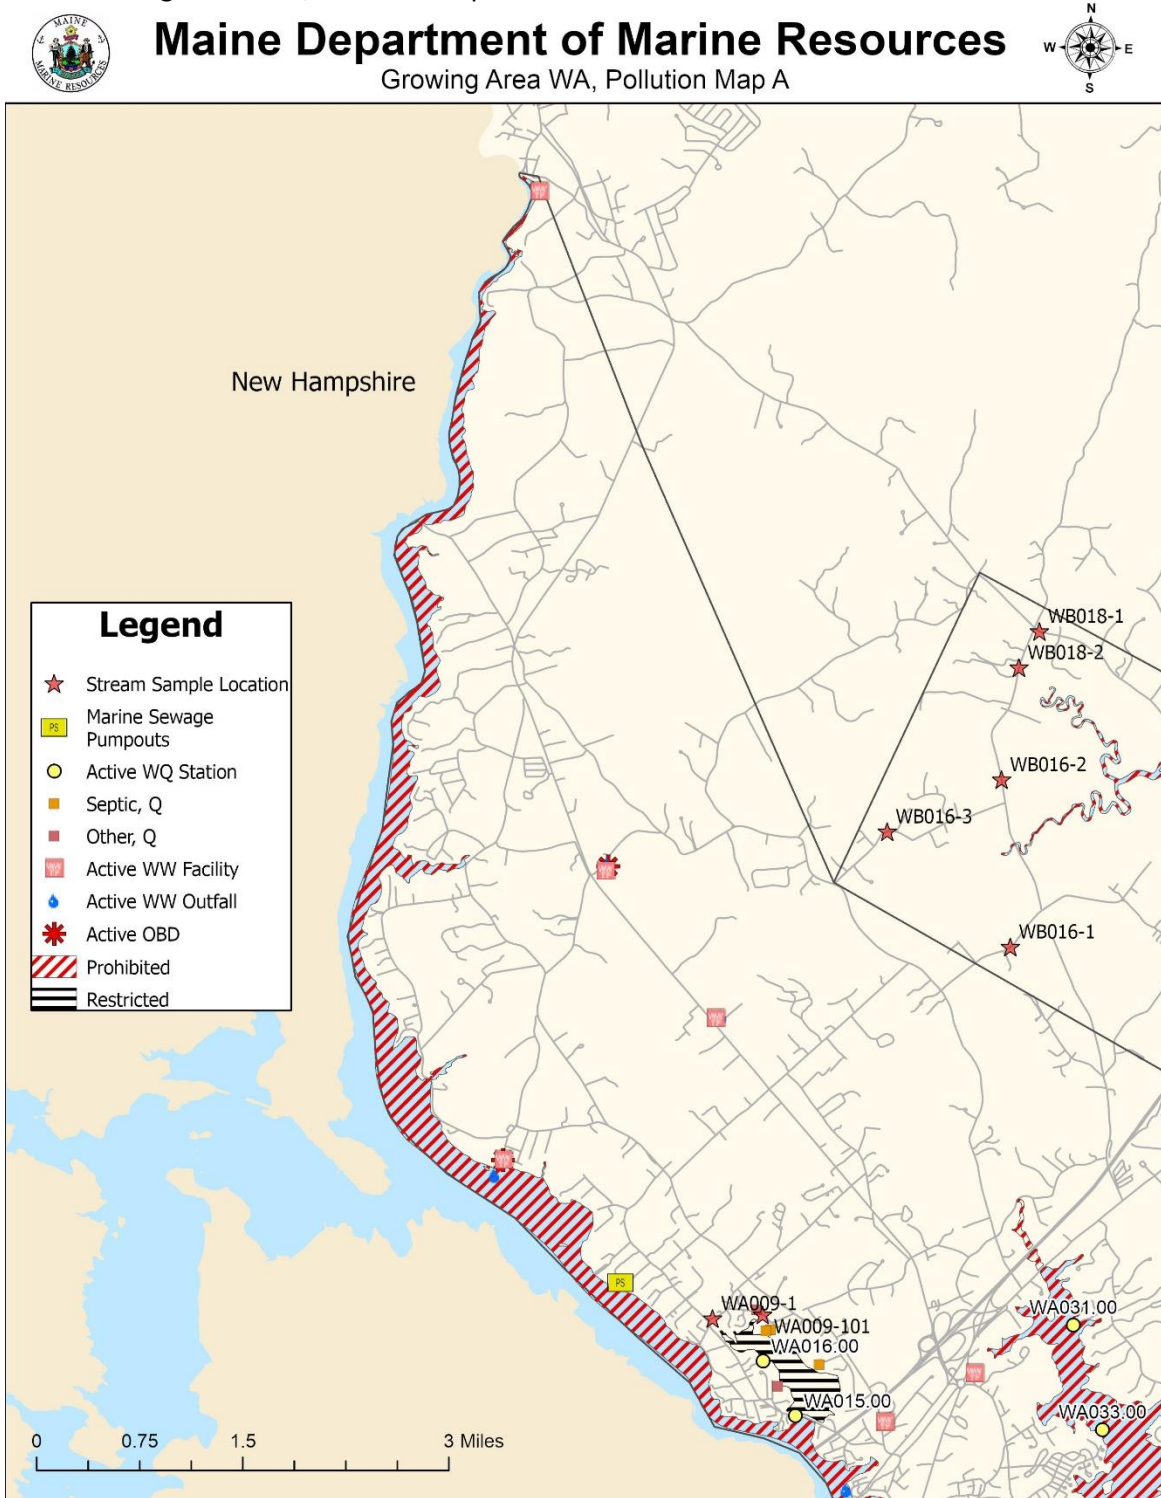 Maine Department of Marine Resources
Growing Area WA, Pollution Map A
MAINE
MARINE RESOURCES
N
W
E
S
New Hampshire
Legend
Stream Sample Location
PS
Marine Sewage
Pumpouts
Active WQ Station
Septic, Q
Other, Q
Active WW Facility
Active WW Outfall
Active OBD
Prohibited
Restricted
WB018-1
WB018-2
WB016-2
WB016-3
WB016-1
PS
WA009-1
WA009-101
WA016.00
WA015.00
WA031.00
WA033.00
0 0.75 1.5 3 Miles